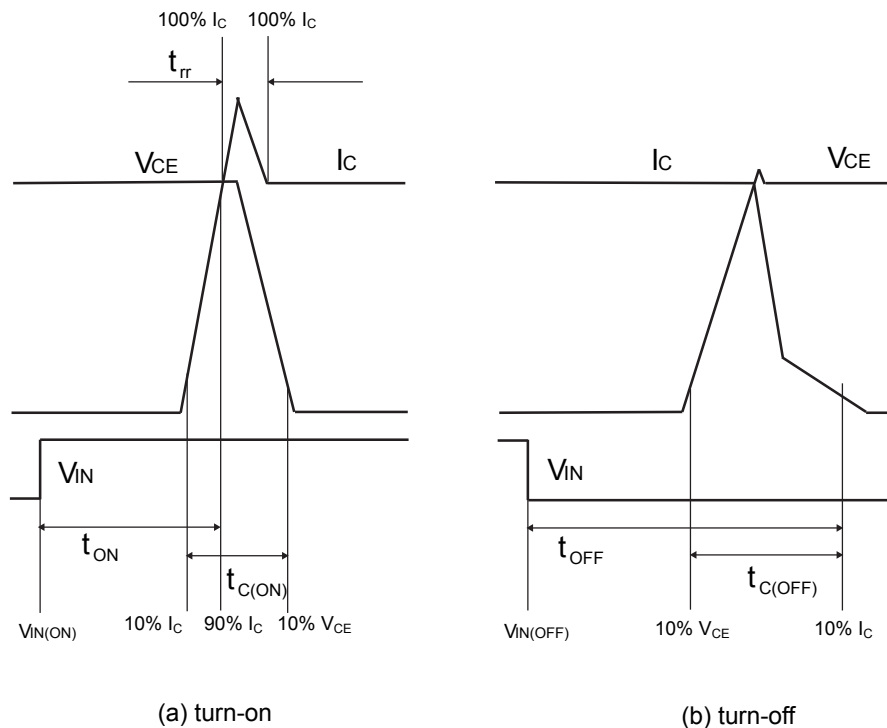 100% IC 100% IC
trr
VCE IC
IC VCE
VIN
VIN
tON
tOFF
tC(ON)
tC(OFF)
VIN(ON) 10% IC 90% IC 10% VCE
VIN(OFF) 10% VCE 10% IC
(a) turn-on
(b) turn-off